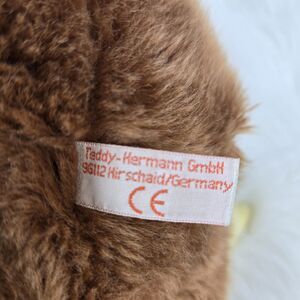 Teddy-Hermann GmbH
96112 Hirschaid/Germany
CE